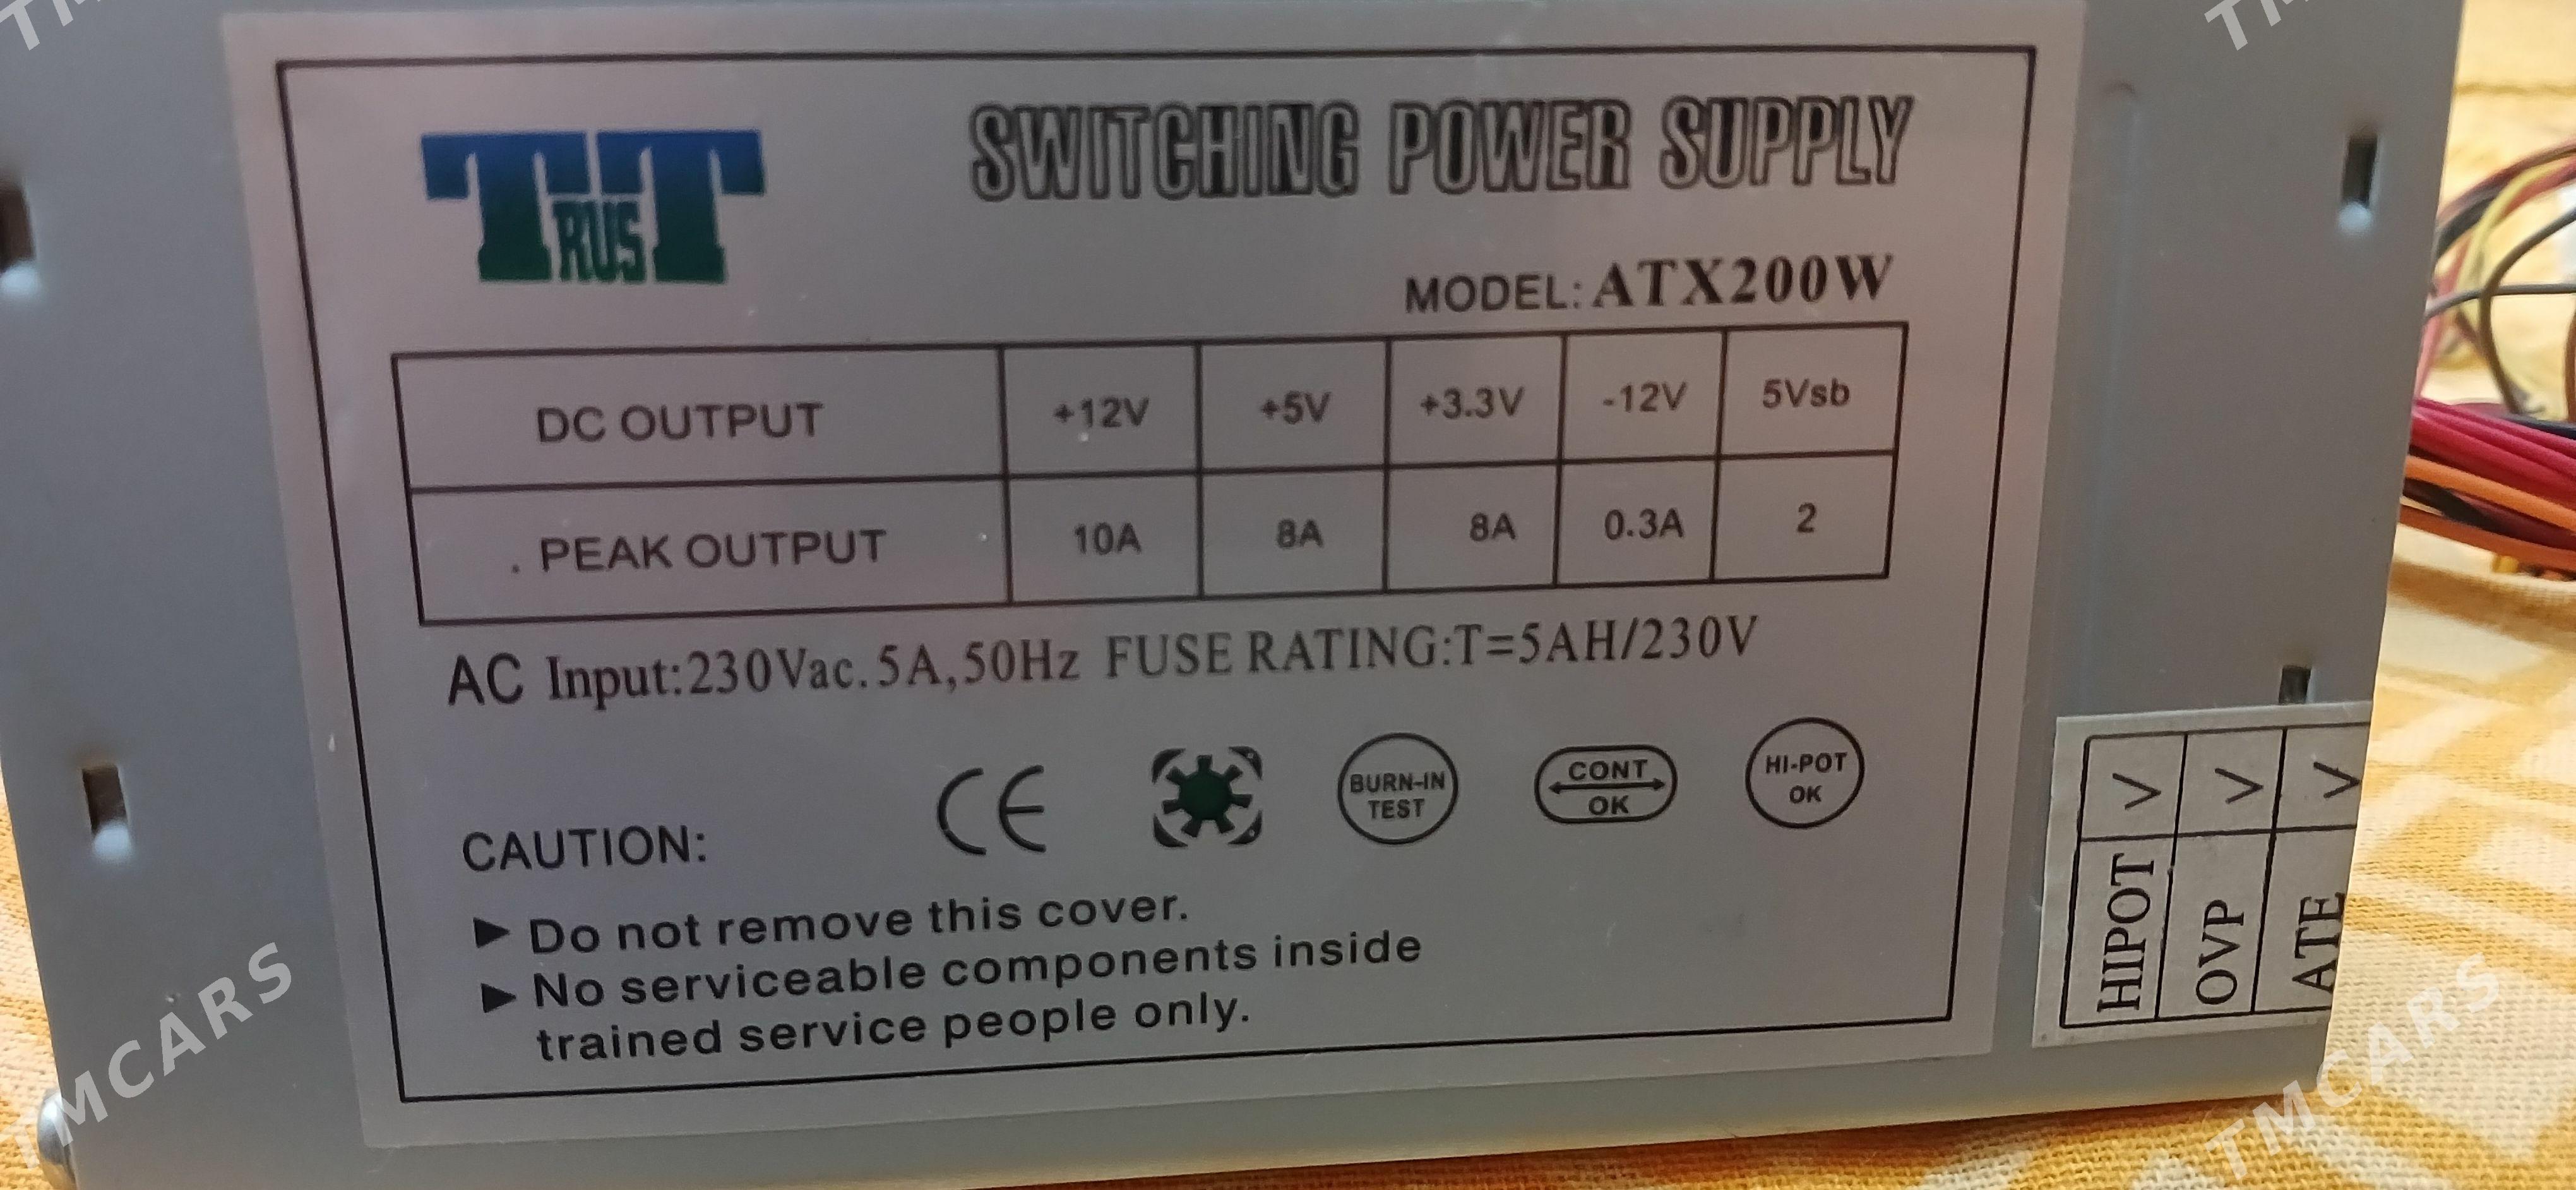 TRUST
SWITCHING POWER SUPPLY
MODEL: ATX200W
DC OUTPUT +12V +5V +3.3V -12V 5Vsb
. PEAK OUTPUT 10A 8A 8A 0.3A 2
AC Input:230Vac.5A,50Hz FUSE RATING:T=5AH/230V
CE
BURN-IN
TEST
CONT
OK
HI-POT
OK
CAUTION:
► Do not remove this cover.
► No serviceable components inside
trained service people only.
HIPOT V
OVP V
ATE V
TMCARS
TMCARS